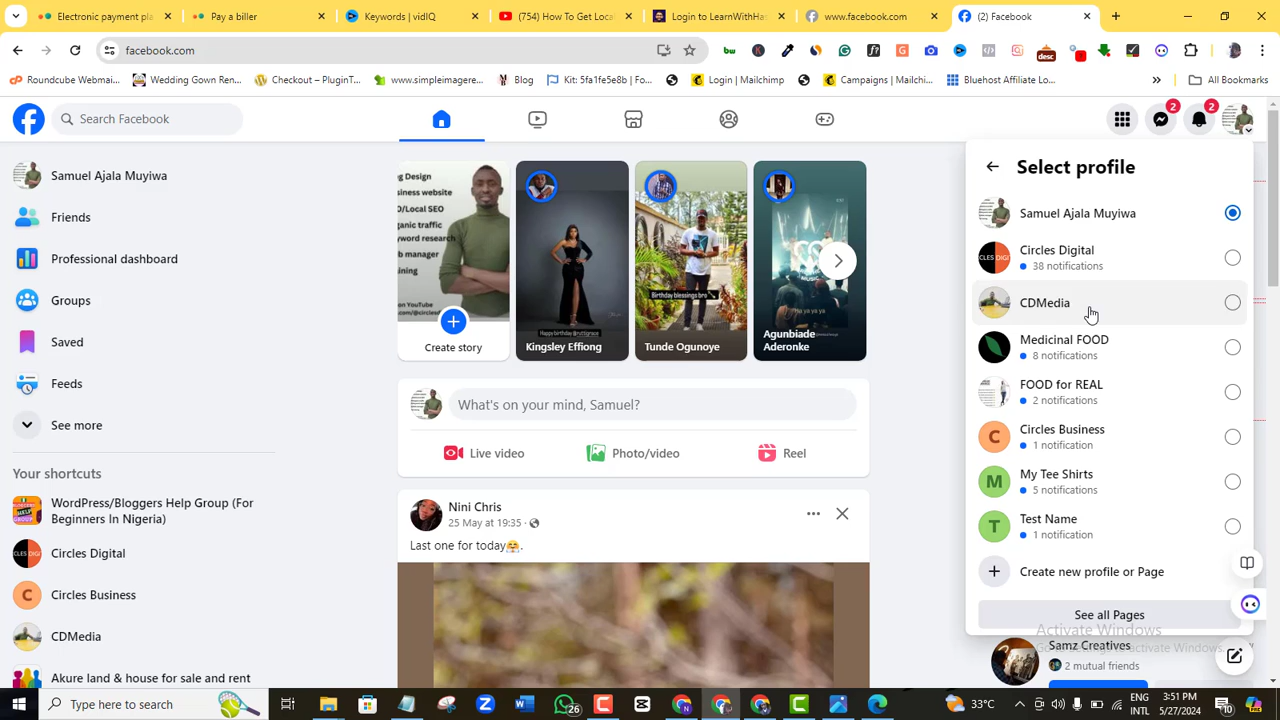 Electronic payment pla
Pay a biller
Keywords | vidIQ
(754) How To Get Loca
Login to LearnWithHas
www.facebook.com
(2) Facebook
facebook.com
Roundcube Webmai...
Wedding Gown Ren...
Checkout – PluginT...
www.simpleimagere...
Blog
Kit: 5fa1fe5e8b | Fo...
Login | Mailchimp
Campaigns | Mailchi...
Bluehost Affiliate Lo...
All Bookmarks
Search Facebook
2
2
Samuel Ajala Muyiwa
Friends
Professional dashboard
Groups
Saved
Feeds
See more
Your shortcuts
WordPress/Bloggers Help Group (For
Beginners In Nigeria)
Circles Digital
Circles Business
CDMedia
Akure land & house for sale and rent
Create story
Kingsley Effiong
Birthday blessings bro
Tunde Ogunoye
Agunbiade
Aderonke
What's on your mind, Samuel?
Live video
Photo/video
Reel
Nini Chris
25 May at 19:35
Last one for today🤗.
Select profile
Samuel Ajala Muyiwa
Circles Digital
38 notifications
CDMedia
Medicinal FOOD
8 notifications
FOOD for REAL
2 notifications
C
Circles Business
1 notification
M
My Tee Shirts
5 notifications
T
Test Name
1 notification
Create new profile or Page
See all Pages
Activate Windows
Samz Creatives
2 mutual friends
Type here to search
26
33°C
ENG
INTL
3:51 PM
5/27/2024